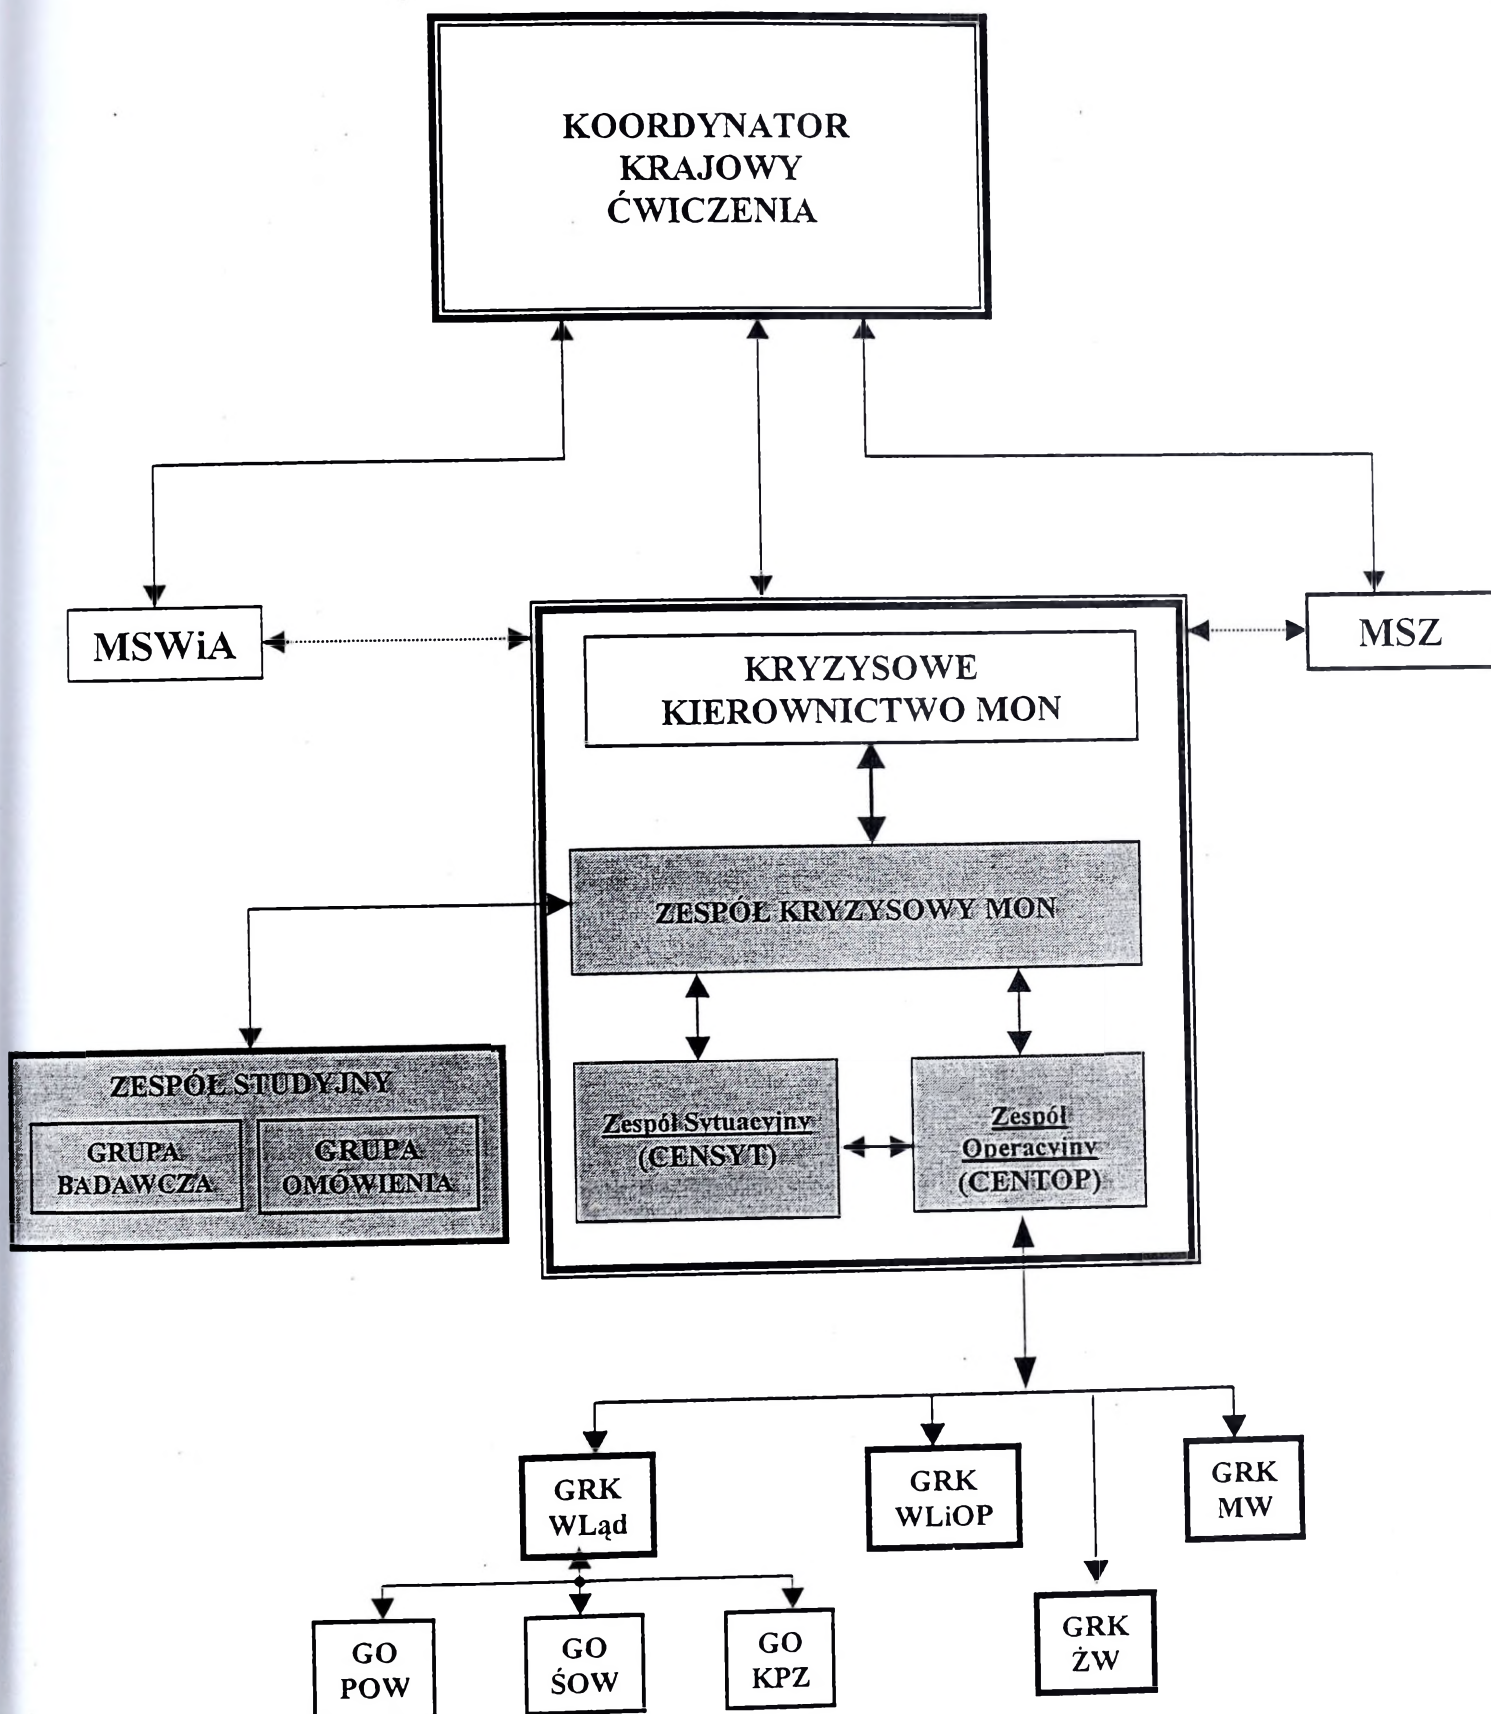 KOORDYNATOR
KRAJOWY
ĆWICZENIA
MSWiA
MSZ
KRYZYSOWE
KIEROWNICTWO MON
ZESPÓŁ KRYZYSOWY MON
ZESPÓŁ STUDYJNY
GRUPA
BADAWCZA
GRUPA
OMÓWIENIA
Zespół Sytuacyjny
(CENSYT)
Zespół
Operacyjny
(CENTOP)
GRK
WLąd
GRK
WLiOP
GRK
MW
GRK
ŻW
GO
POW
GO
ŚOW
GO
KPZ